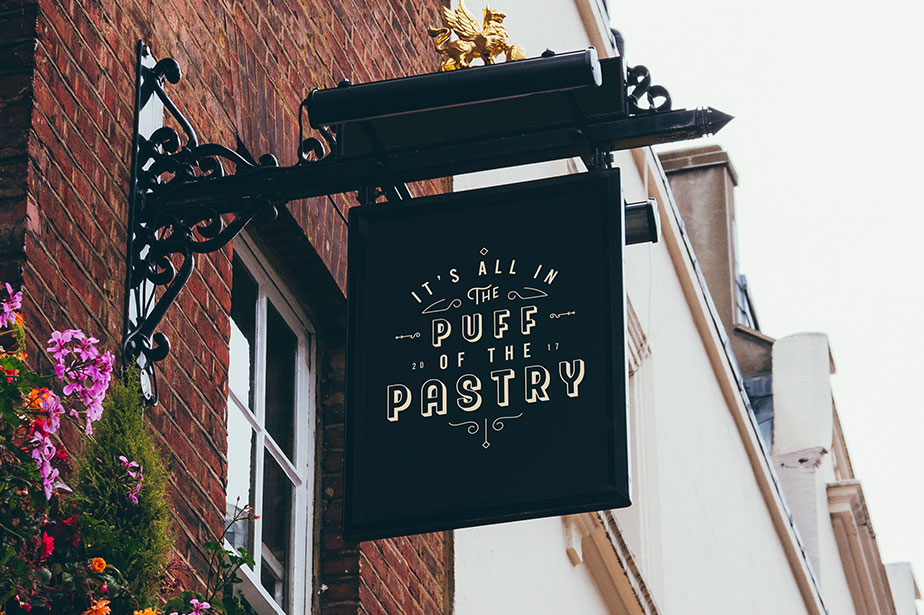 IT'S ALL IN
THE
PUFF
OF THE
20 17
PASTRY